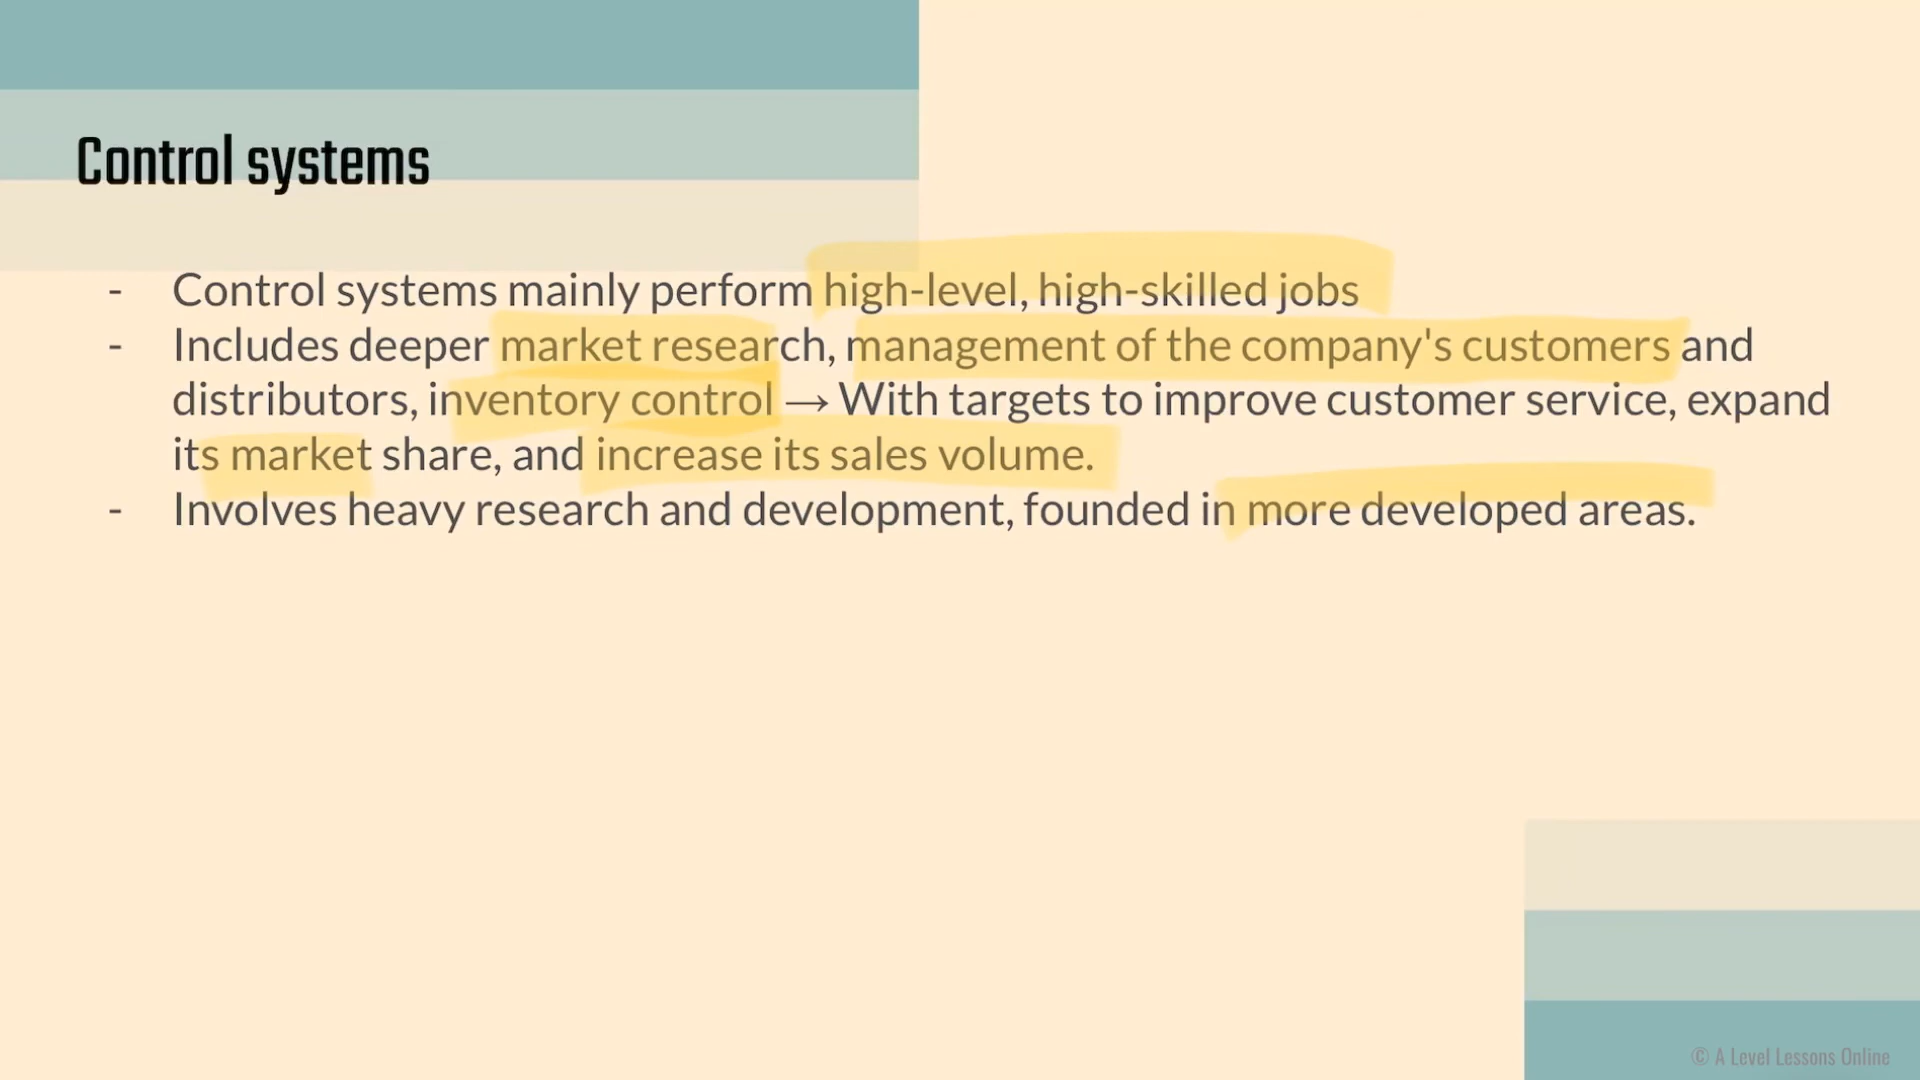 Control systems
- Control systems mainly perform high-level, high-skilled jobs
- Includes deeper market research, management of the company's customers and
distributors, inventory control → With targets to improve customer service, expand
its market share, and increase its sales volume.
- Involves heavy research and development, founded in more developed areas.
© A Level Lessons Online